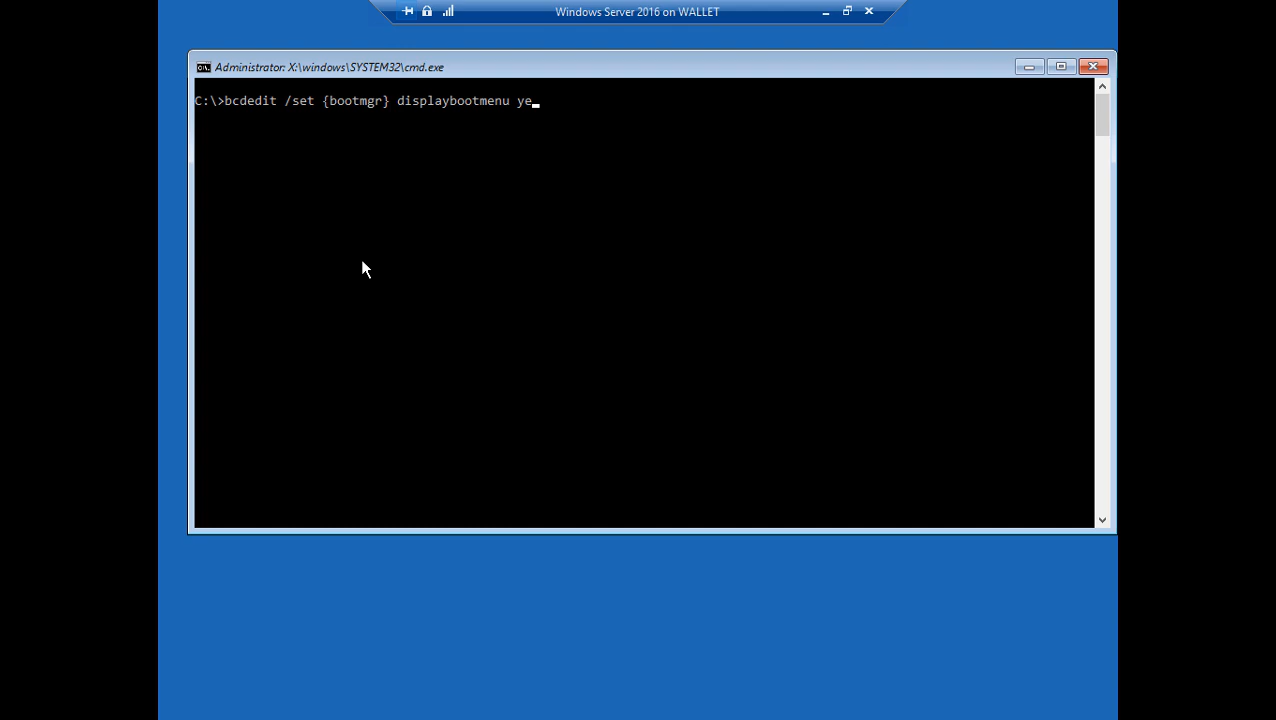 Windows Server 2016 on WALLET
Administrator: X:\windows\SYSTEM32\cmd.exe
C:\>bcdedit /set {bootmgr} displaybootmenu ye